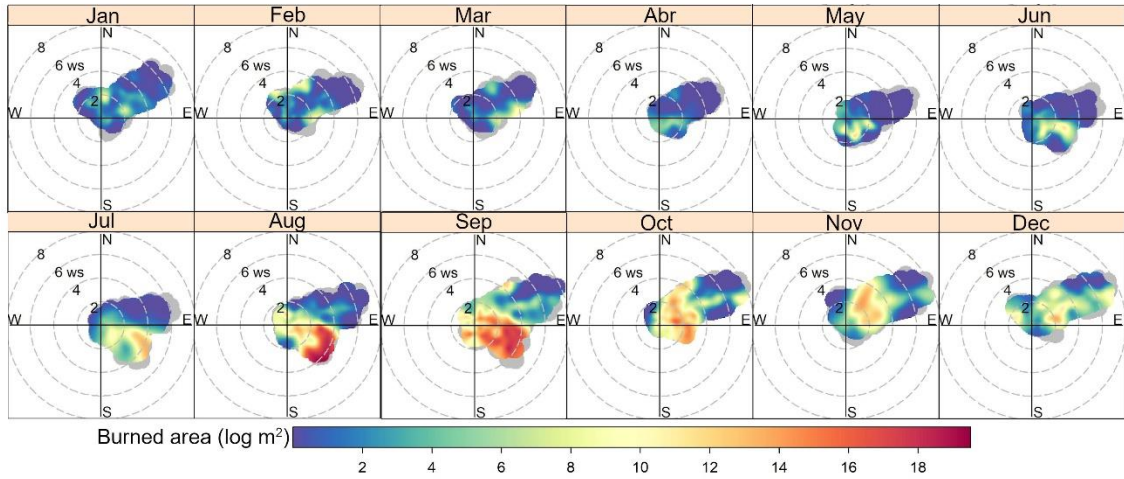 Jan Feb Mar Abr May Jun
N N N N N N
8 8 8 8 8 8
6 ws 6 ws 6 ws 6 ws 6 ws 6 ws
4 4 4 4 4 4
2 2 2 2 2 2
W E W E W E W E W E W E
S S S S S S
Jul Aug Sep Oct Nov Dec
N N N N N N
8 8 8 8 8 8
6 ws 6 ws 6 ws 6 ws 6 ws 6 ws
4 4 4 4 4 4
2 2 2 2 2 2
W E W E W E W E W E W E
S S S S S S
Burned area (log m²)
2 4 6 8 10 12 14 16 18